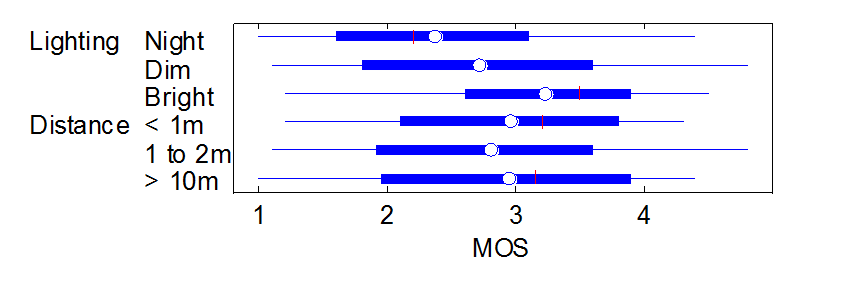 Lighting Night
Dim
Bright
Distance < 1m
1 to 2m
> 10m
1 2 3 4
MOS